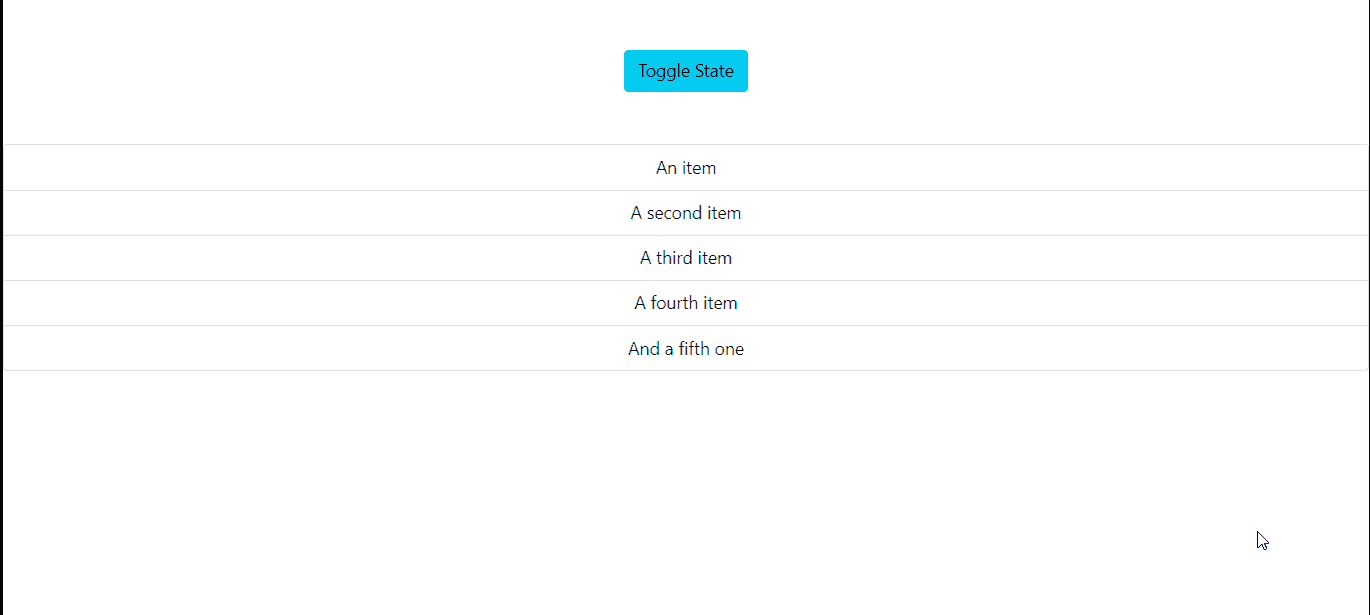 Toggle State
An item
A second item
A third item
A fourth item
And a fifth one